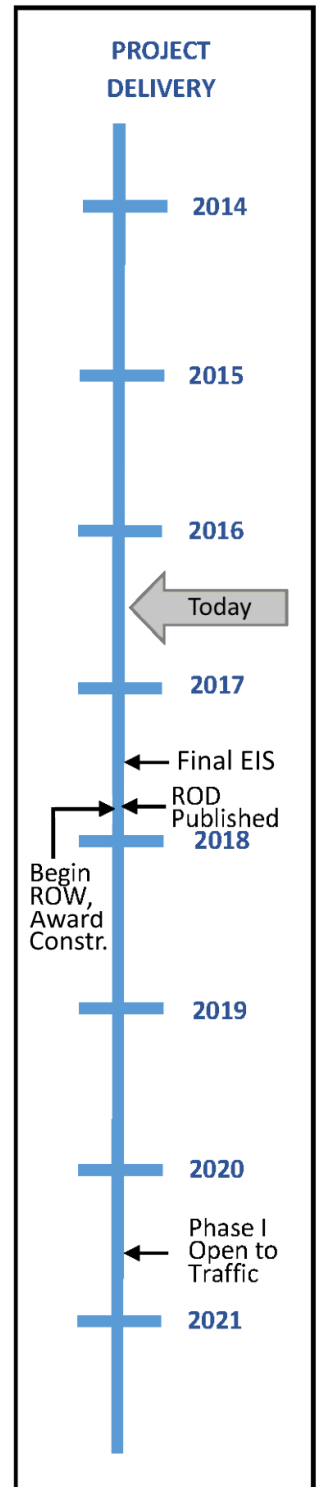 PROJECT
DELIVERY
2014
2015
2016
Today
2017
Final EIS
ROD
Published
2018
Begin
ROW,
Award
Constr.
2019
2020
Phase I
Open to
Traffic
2021